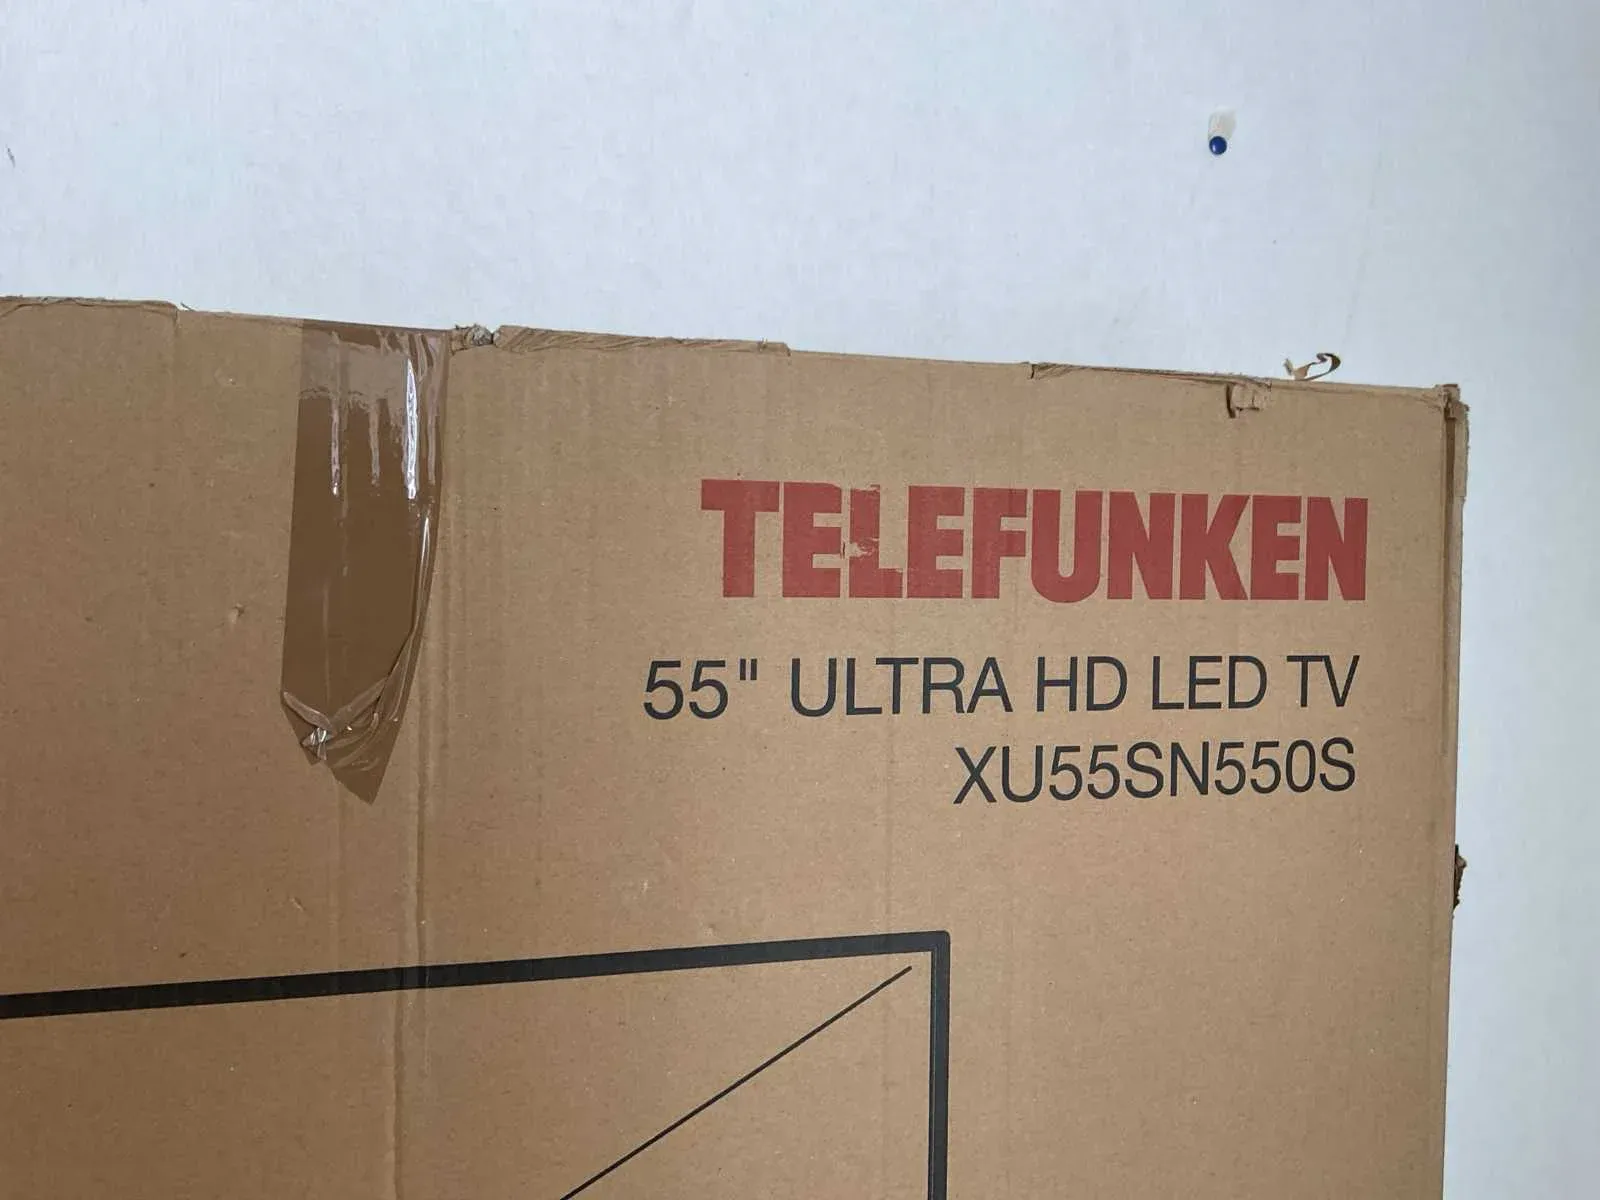 TELEFUNKEN
55" ULTRA HD LED TV
XU55SN550S